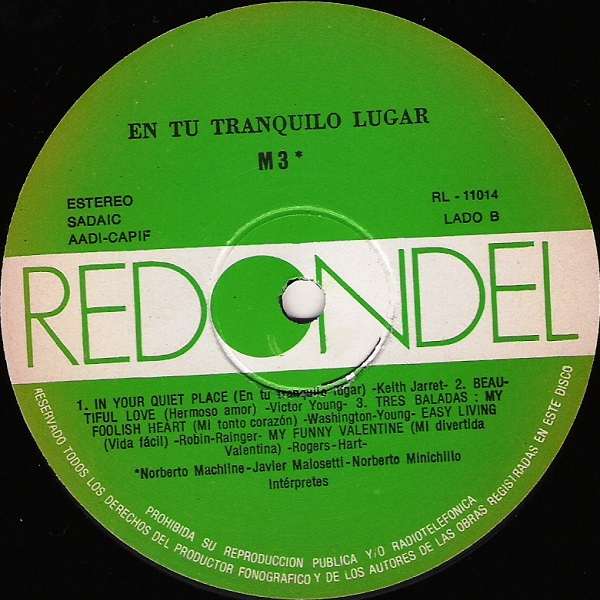 EN TU TRANQUILO LUGAR
M3*
ESTEREO
SADAIC
AADI-CAPIF
RL - 11014
LADO B
REDONDEL
1. IN YOUR QUIET PLACE (En tu tranquilo lugar) -Keith Jarret- 2. BEAU-
TIFUL LOVE (Hermoso amor) -Victor Young- 3. TRES BALADAS : MY
FOOLISH HEART (Mi tonto corazón) -Washington-Young- EASY LIVING
(Vida fácil) -Robin-Rainger- MY FUNNY VALENTINE (Mi divertida
Valentina) -Rogers-Hart-
*Norberto Machline-Javier Malosetti-Norberto Minichillo
Intérpretes
PROHIBIDA SU REPRODUCCION PUBLICA Y/O RADIOTELEFONICA
RESERVADO TODOS LOS DERECHOS DEL PRODUCTOR FONOGRAFICO Y DE LOS AUTORES DE LAS OBRAS REGISTRADAS EN ESTE DISCO